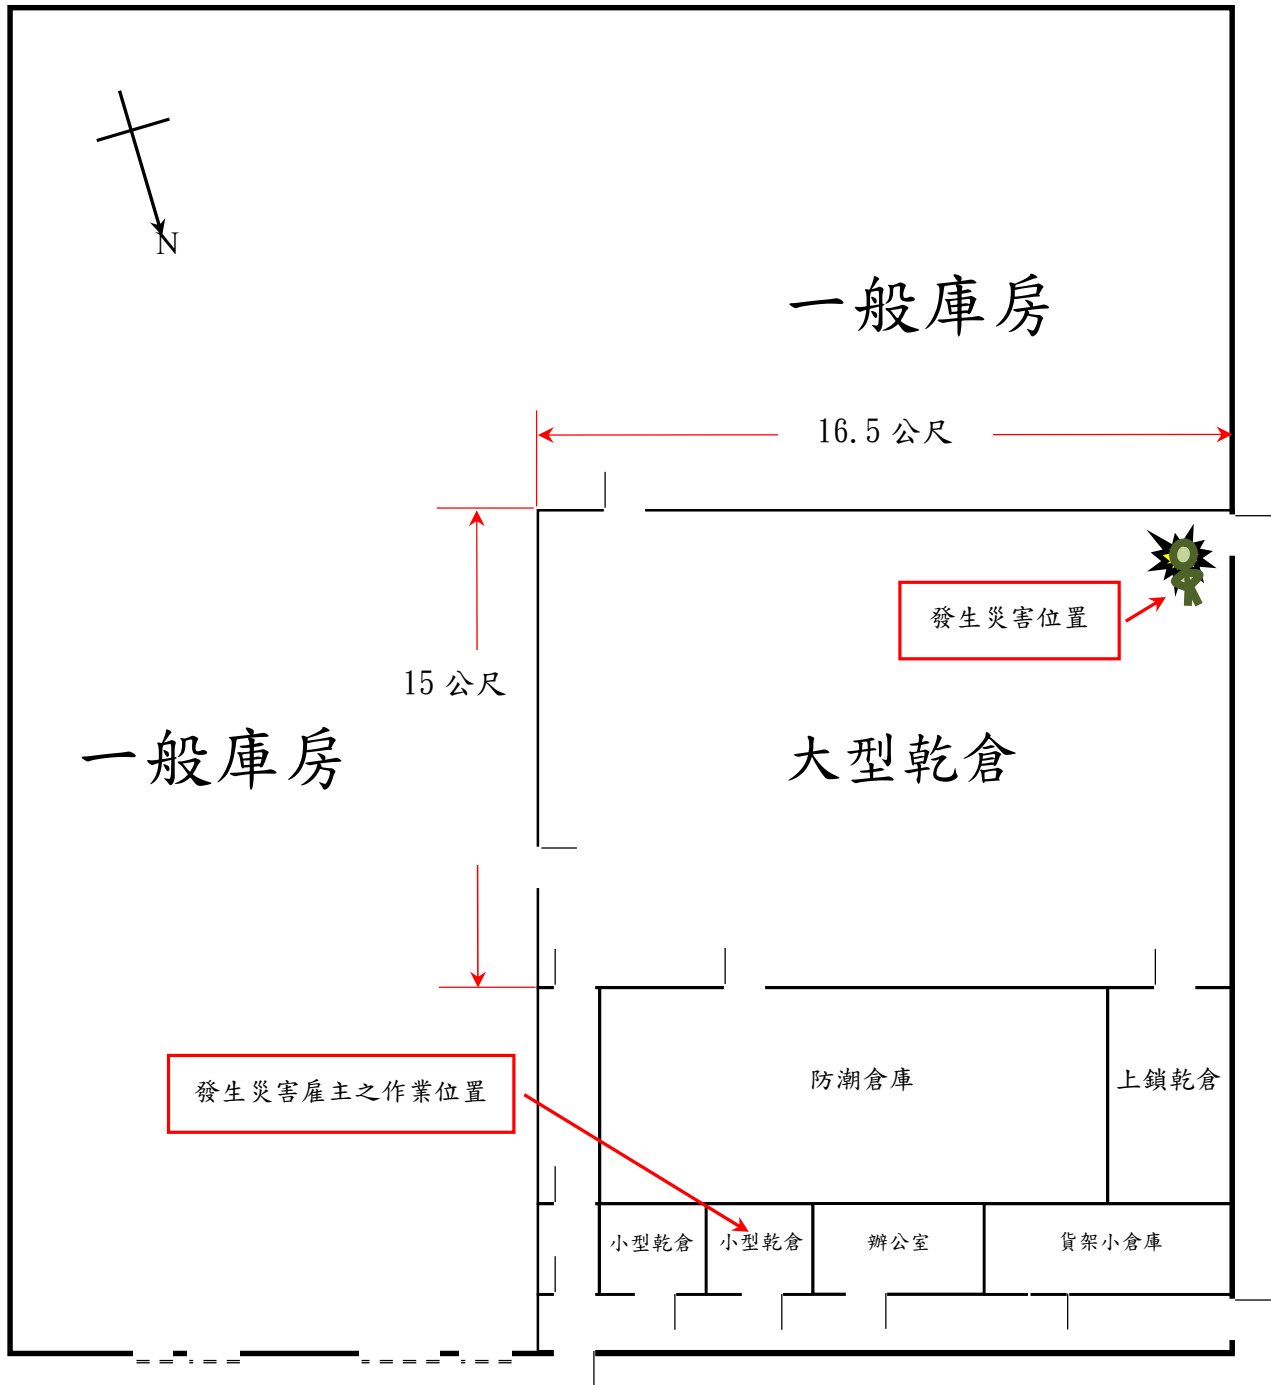 N
一般庫房
16.5 公尺
發生災害位置
15 公尺
一般庫房
大型乾倉
防潮倉庫
上鎖乾倉
發生災害雇主之作業位置
小型乾倉
小型乾倉
辦公室
貨架小倉庫